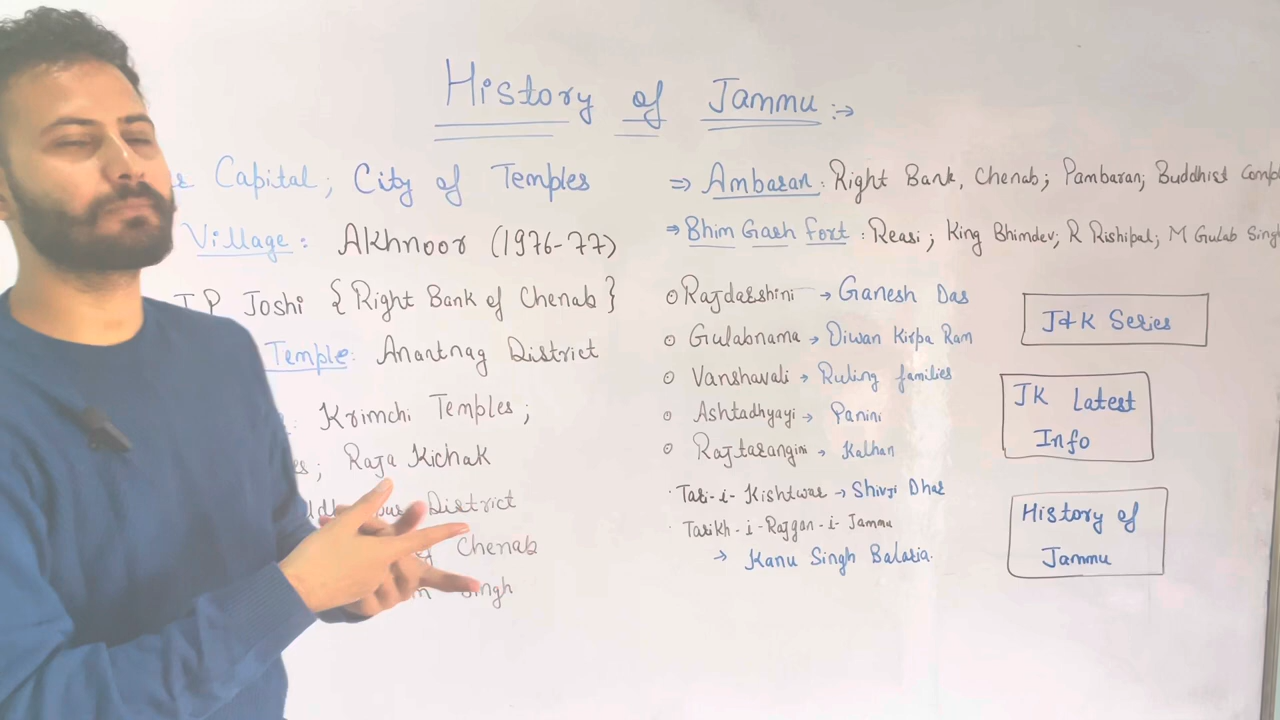 History of Jammu :→
Capital; City of Temples
Village: Akhnoor (1976-77)
J.P Joshi {Right Bank of Chenab}
Temple: Anantnag District
Krimchi Temples;
Raja Kichak
District
Chenab
Singh
⇒ Ambaran: Right Bank, Chenab; Pambaran; Buddhist
⇒ Bhim Garh Fort: Reasi; King Bhimdev; R Rishipal; M Gulab Singh
○ Rajdarshini → Ganesh Das
○ Gulabnama → Diwan Kirpa Ram
○ Vanshavali → Ruling families
○ Ashtadhyayi → Panini
○ Rajtarangini → Kalhan
· Tari-i-Kishtwar → Shivji Dhar
· Tarikh-i-Rajgan-i-Jammu
→ Kanu Singh Balaria.
J&K Series
JK Latest
Info
History of
Jammu